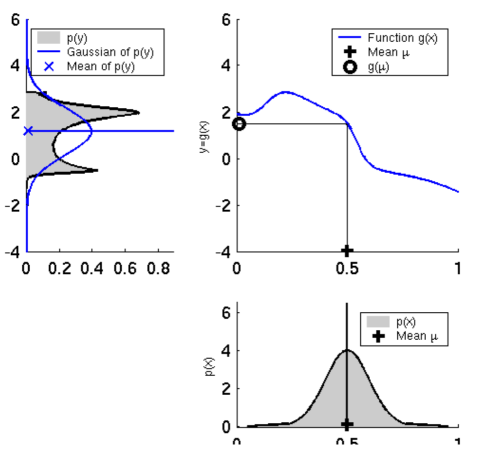 6
4
2
0
-2
-4
p(y)
Gaussian of p(y)
Mean of p(y)
0 0.2 0.4 0.6 0.8
6
4
2
0
-2
-4
y=g(x)
Function g(x)
Mean μ
g(μ)
0 0.5 1
6
4
2
0
p(x)
p(x)
Mean μ
0 0.5 1